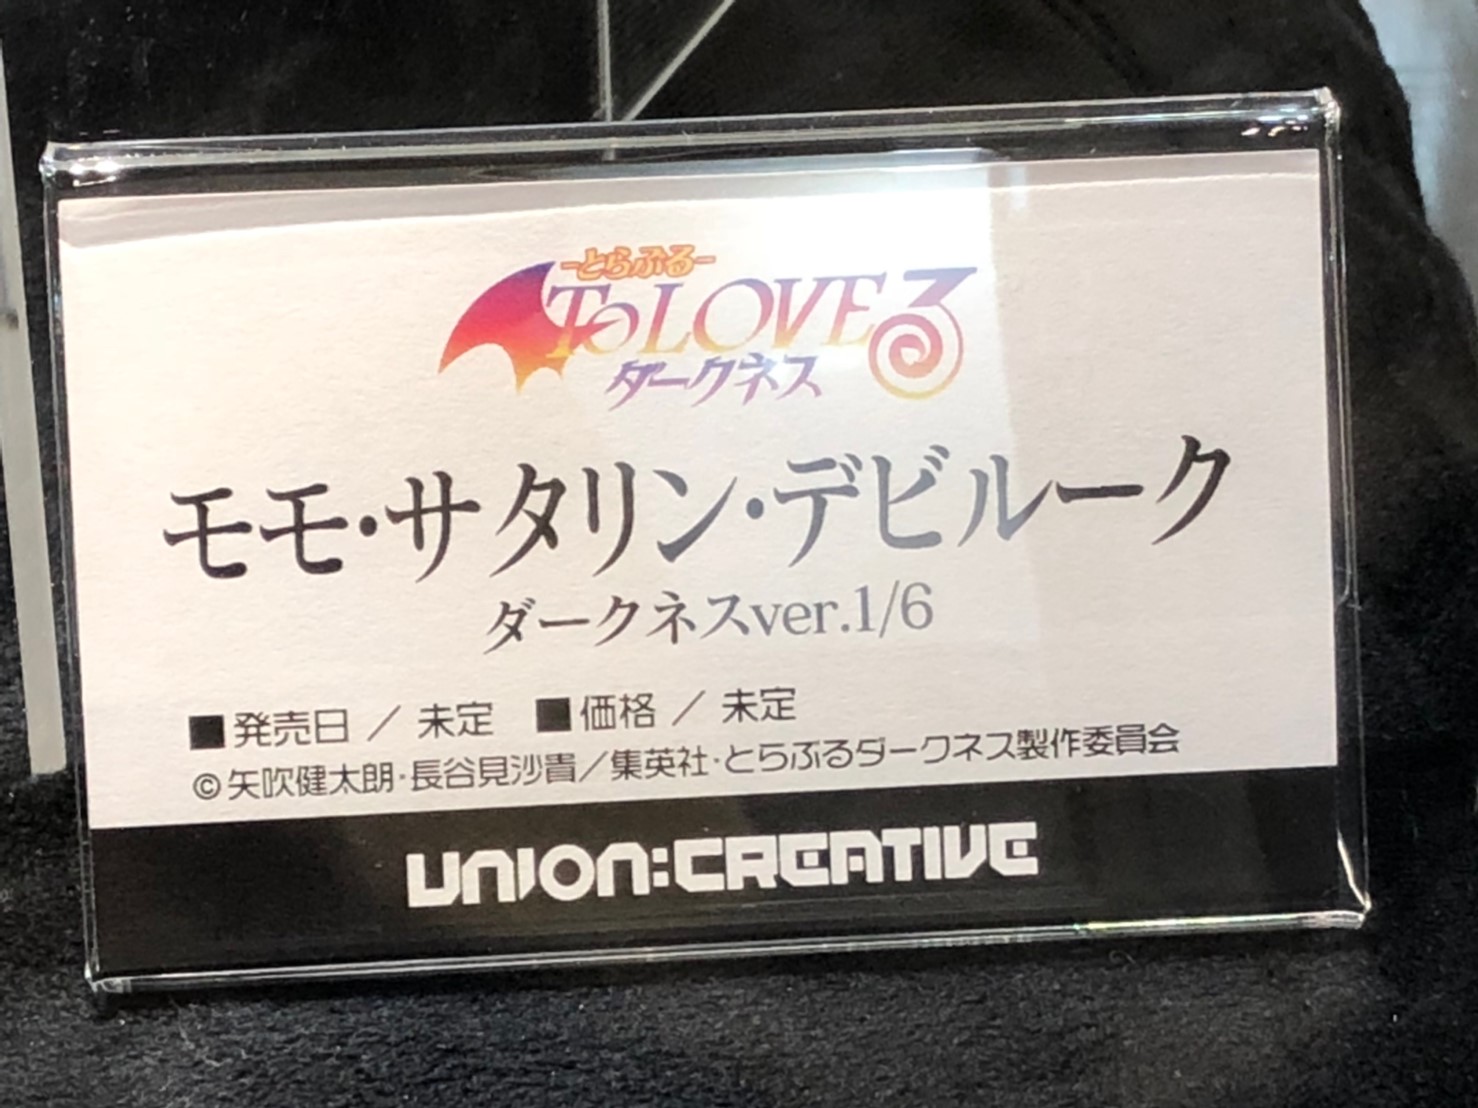 -とらぶる-
ToLOVEる
ダークネス
モモ・サタリン・デビルーク
ダークネスver.1/6
■発売日 / 未定 ■価格 / 未定
©矢吹健太朗・長谷見沙貴／集英社・とらぶるダークネス製作委員会
UNION:CREATIVE